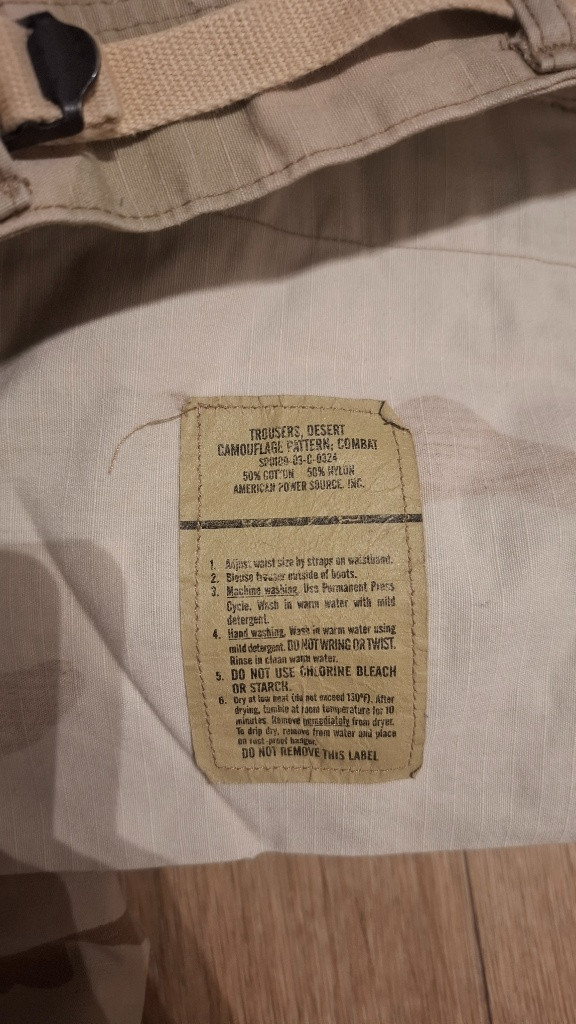 TROUSERS, DESERT
CAMOUFLAGE PATTERN; COMBAT
SPO100-03-C-0324
50% COTTON 50% NYLON
AMERICAN POWER SOURCE, INC.
1. Adjust waist size by straps on waistband.
2. Blouse trouser outside of boots.
3. Machine washing. Use Permanent Press
Cycle. Wash in warm water with mild
detergent.
4. Hand washing. Wash in warm water using
mild detergent. DO NOT WRING OR TWIST.
Rinse in clean warm water.
5. DO NOT USE CHLORINE BLEACH
OR STARCH.
6. Dry at low heat (do not exceed 130°F). After
drying, tumble at room temperature for 10
minutes. Remove immediately from dryer.
To drip dry, remove from water and place
on rust-proof hanger.
DO NOT REMOVE THIS LABEL